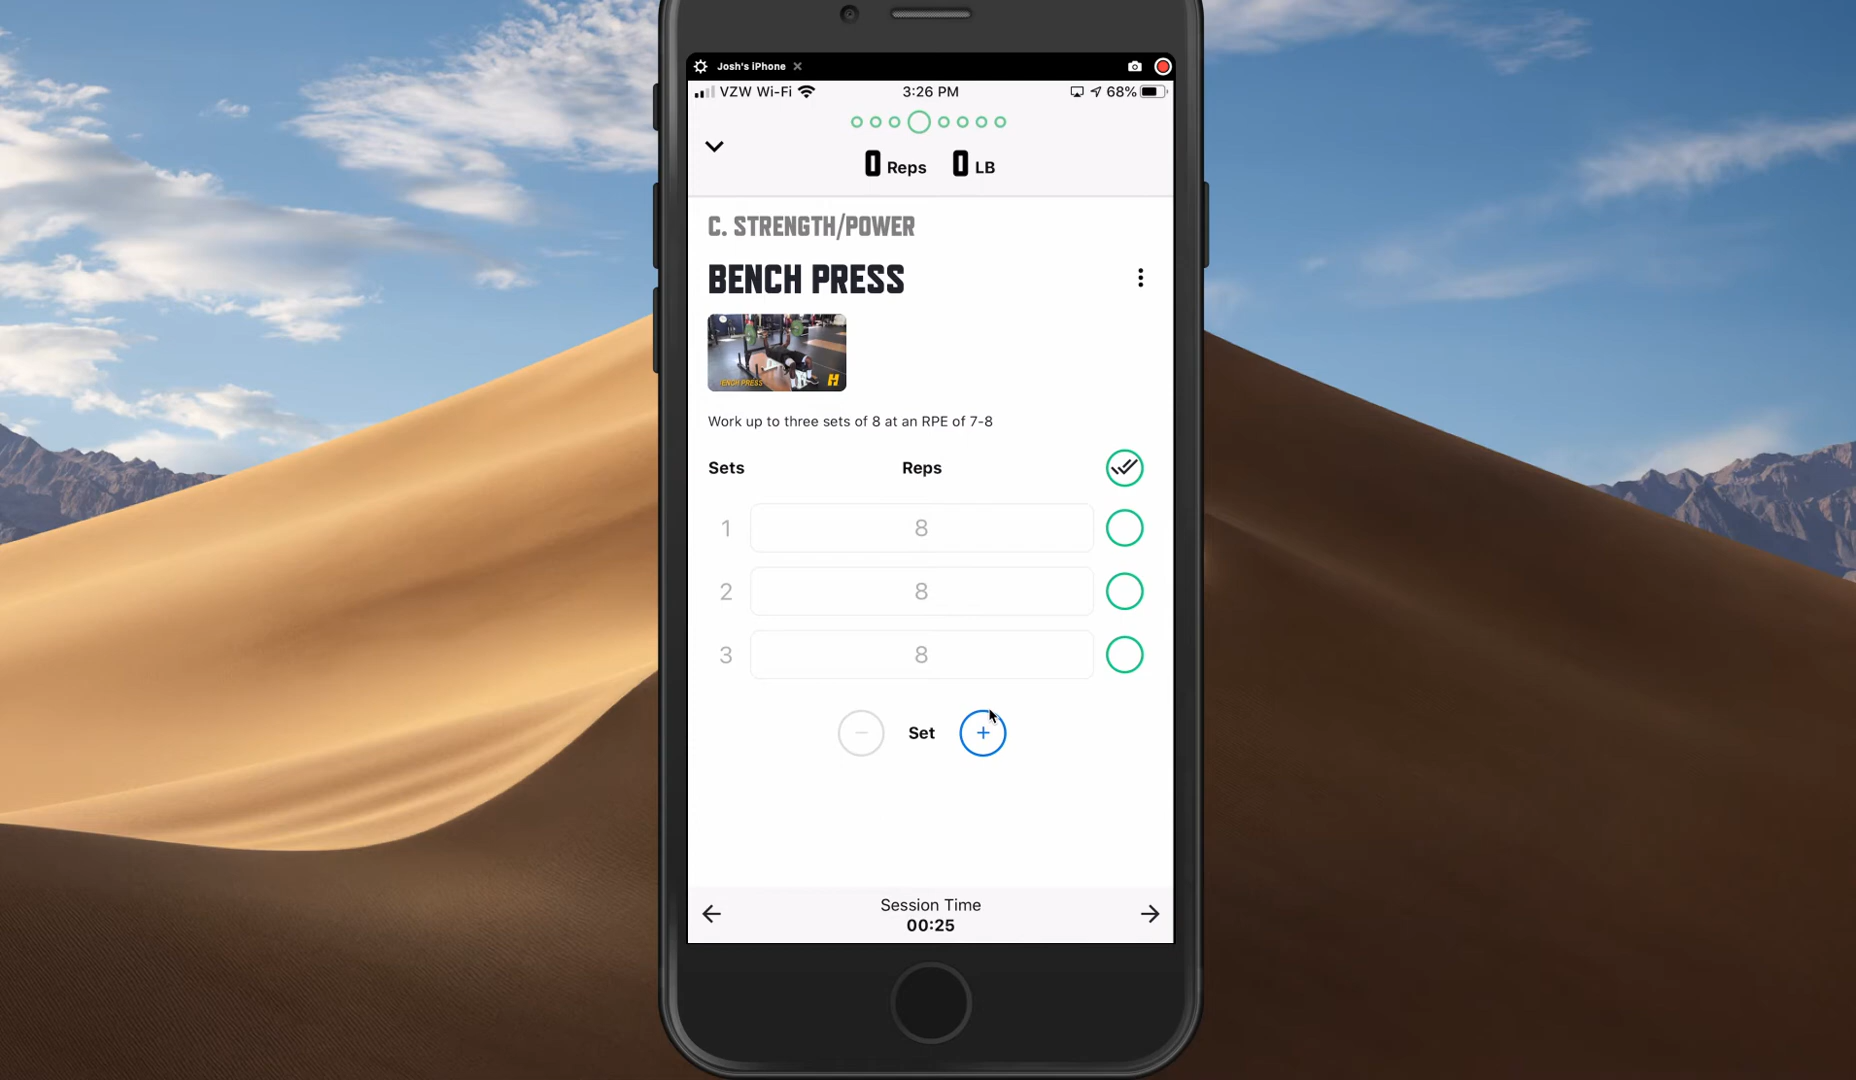 Josh's iPhone
VZW Wi-Fi 3:26 PM 68%
0 Reps 0 LB
C. STRENGTH/POWER
BENCH PRESS
BENCH PRESS H
Work up to three sets of 8 at an RPE of 7-8
Sets Reps
1 8
2 8
3 8
Set
Session Time
00:25